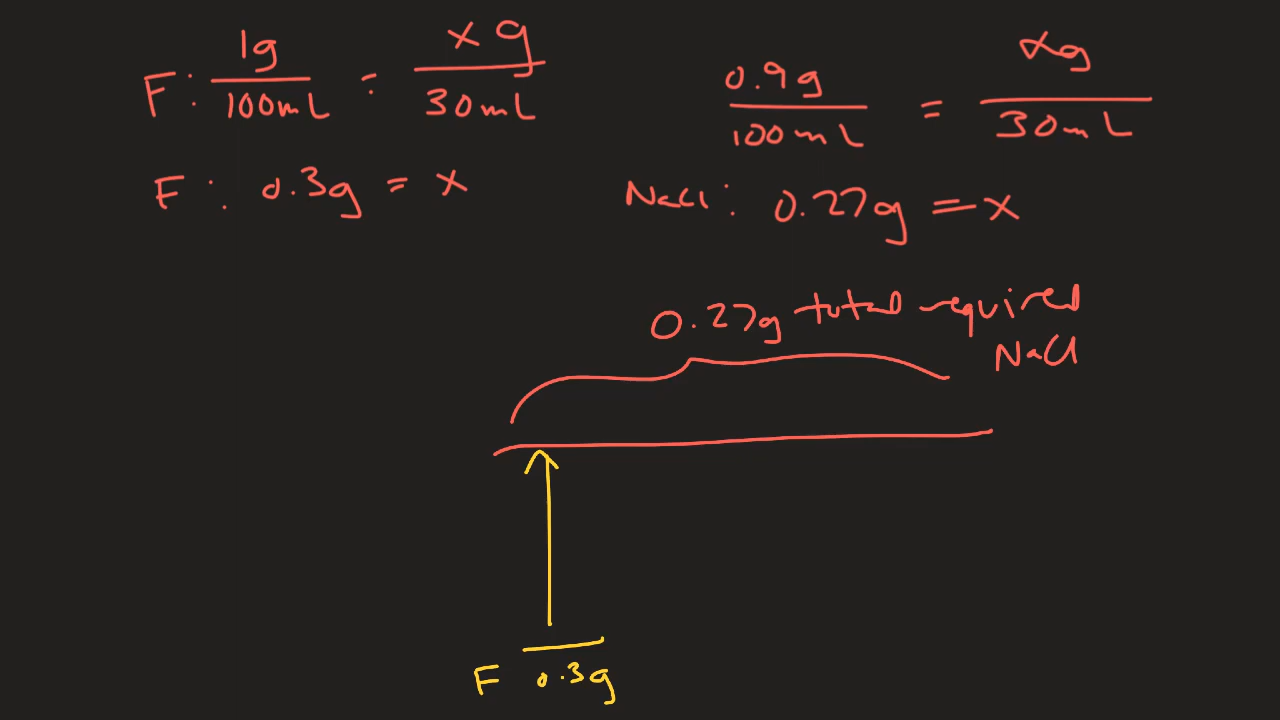 F: 1g/100mL = x g/30mL
0.9g/100mL = xg/30mL
F: 0.3g = x
NaCl: 0.27g = x
0.27g total required
NaCl
F 0.3g